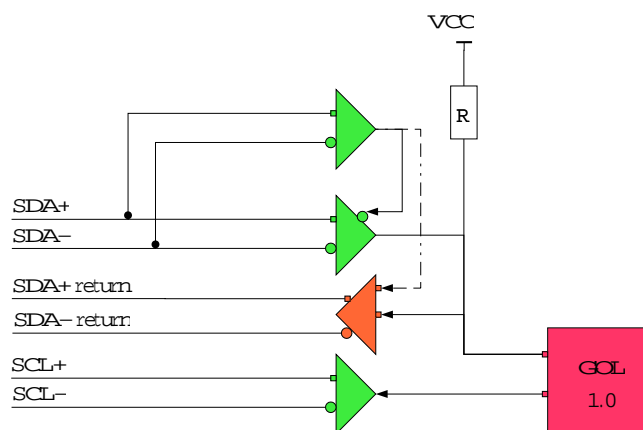 VCC
R
SDA+
SDA-
SDA+ return
SDA- return
SCL+
SCL-
GOL
1.0